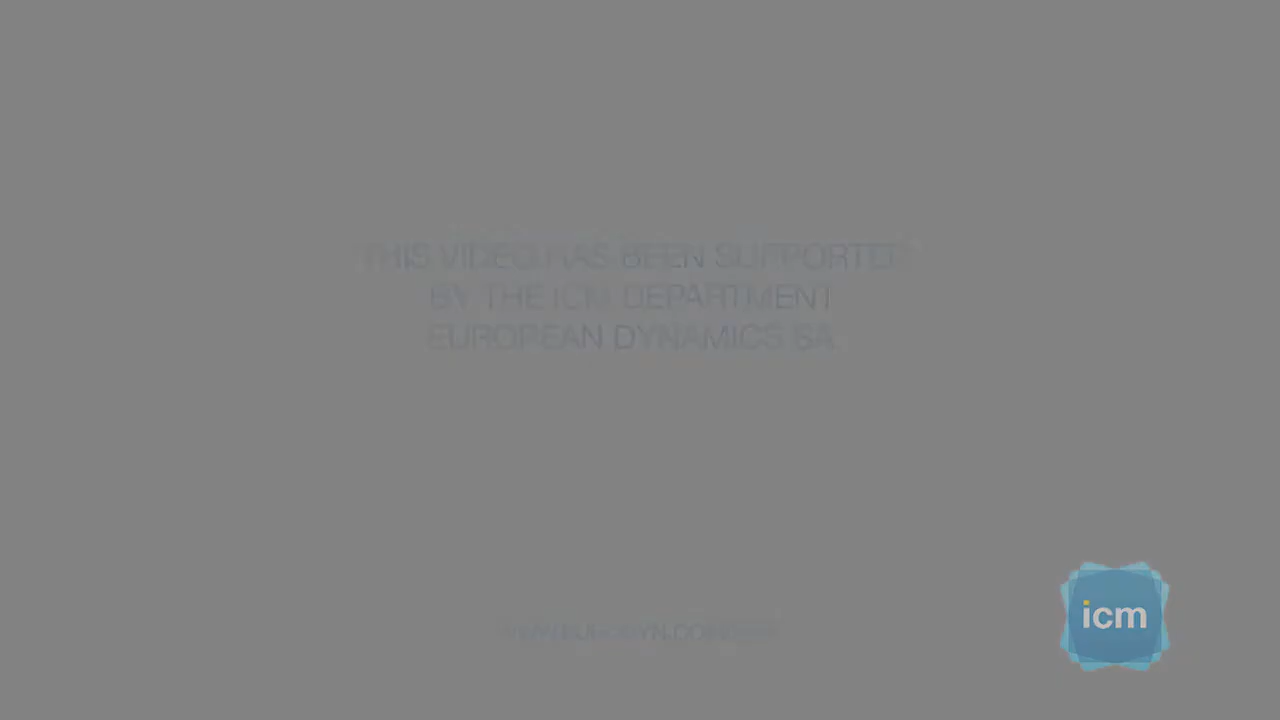 THIS VIDEO HAS BEEN SUPPORTED
BY THE ICM DEPARTMENT
EUROPEAN DYNAMICS SA
icm